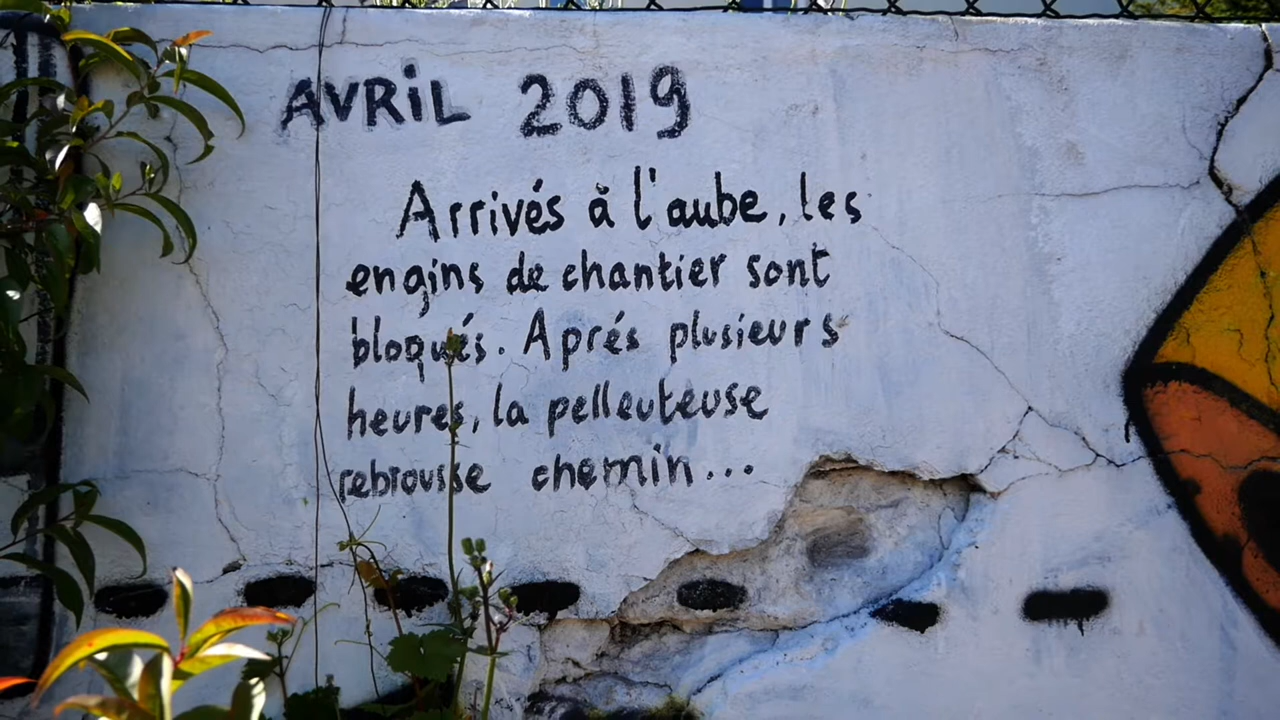 AVRiL 2019
Arrivés à l'aube, les
engins de chantier sont
bloqués. Aprés plusieurs
heures, la pelleuteuse
rebrousse chemin...